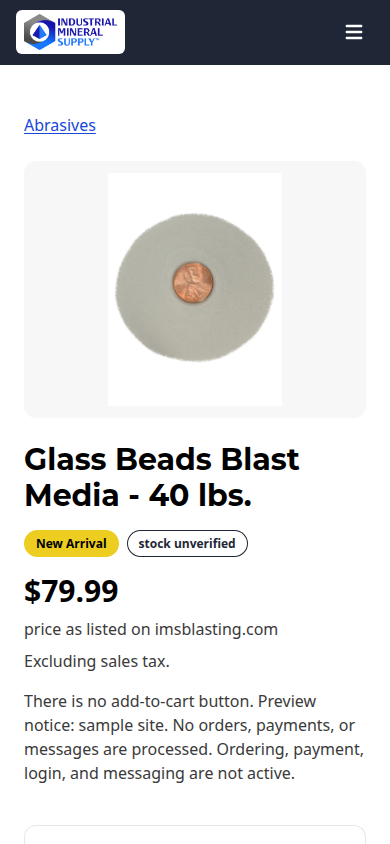 INDUSTRIAL
MINERAL
SUPPLY™
Abrasives
Glass Beads Blast
Media - 40 lbs.
New Arrival
stock unverified
$79.99
price as listed on imsblasting.com
Excluding sales tax.
There is no add-to-cart button. Preview
notice: sample site. No orders, payments, or
messages are processed. Ordering, payment,
login, and messaging are not active.